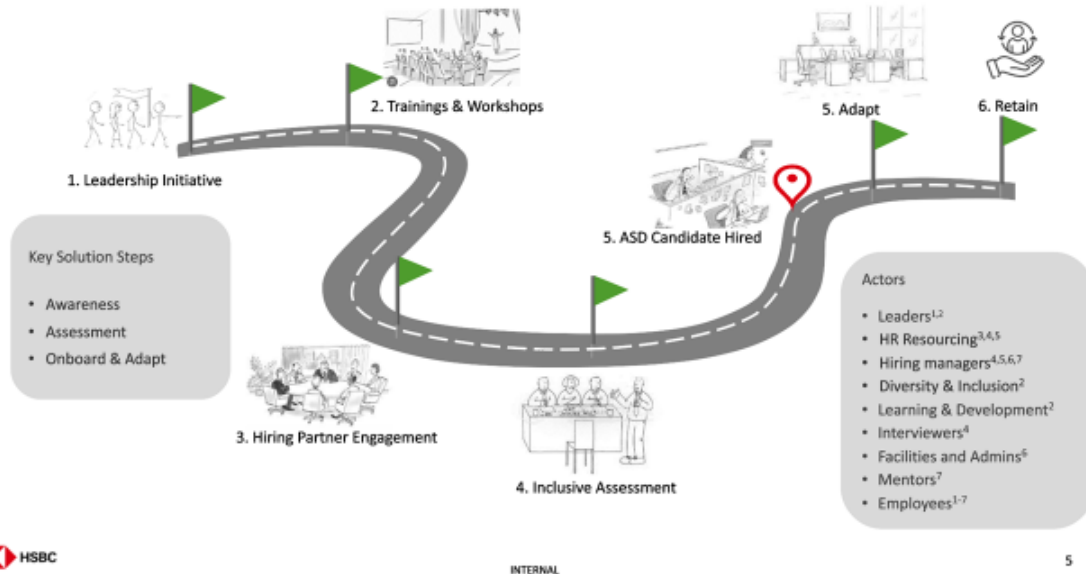 2. Trainings & Workshops
5. Adapt
6. Retain
1. Leadership Initiative
5. ASD Candidate Hired
Key Solution Steps
• Awareness
• Assessment
• Onboard & Adapt
Actors
• Leaders1,2
• HR Resourcing3,4,5
• Hiring managers4,5,6,7
• Diversity & Inclusion2
• Learning & Development2
• Interviewers4
• Facilities and Admins6
• Mentors7
• Employees1-7
3. Hiring Partner Engagement
4. Inclusive Assessment
HSBC
INTERNAL
5